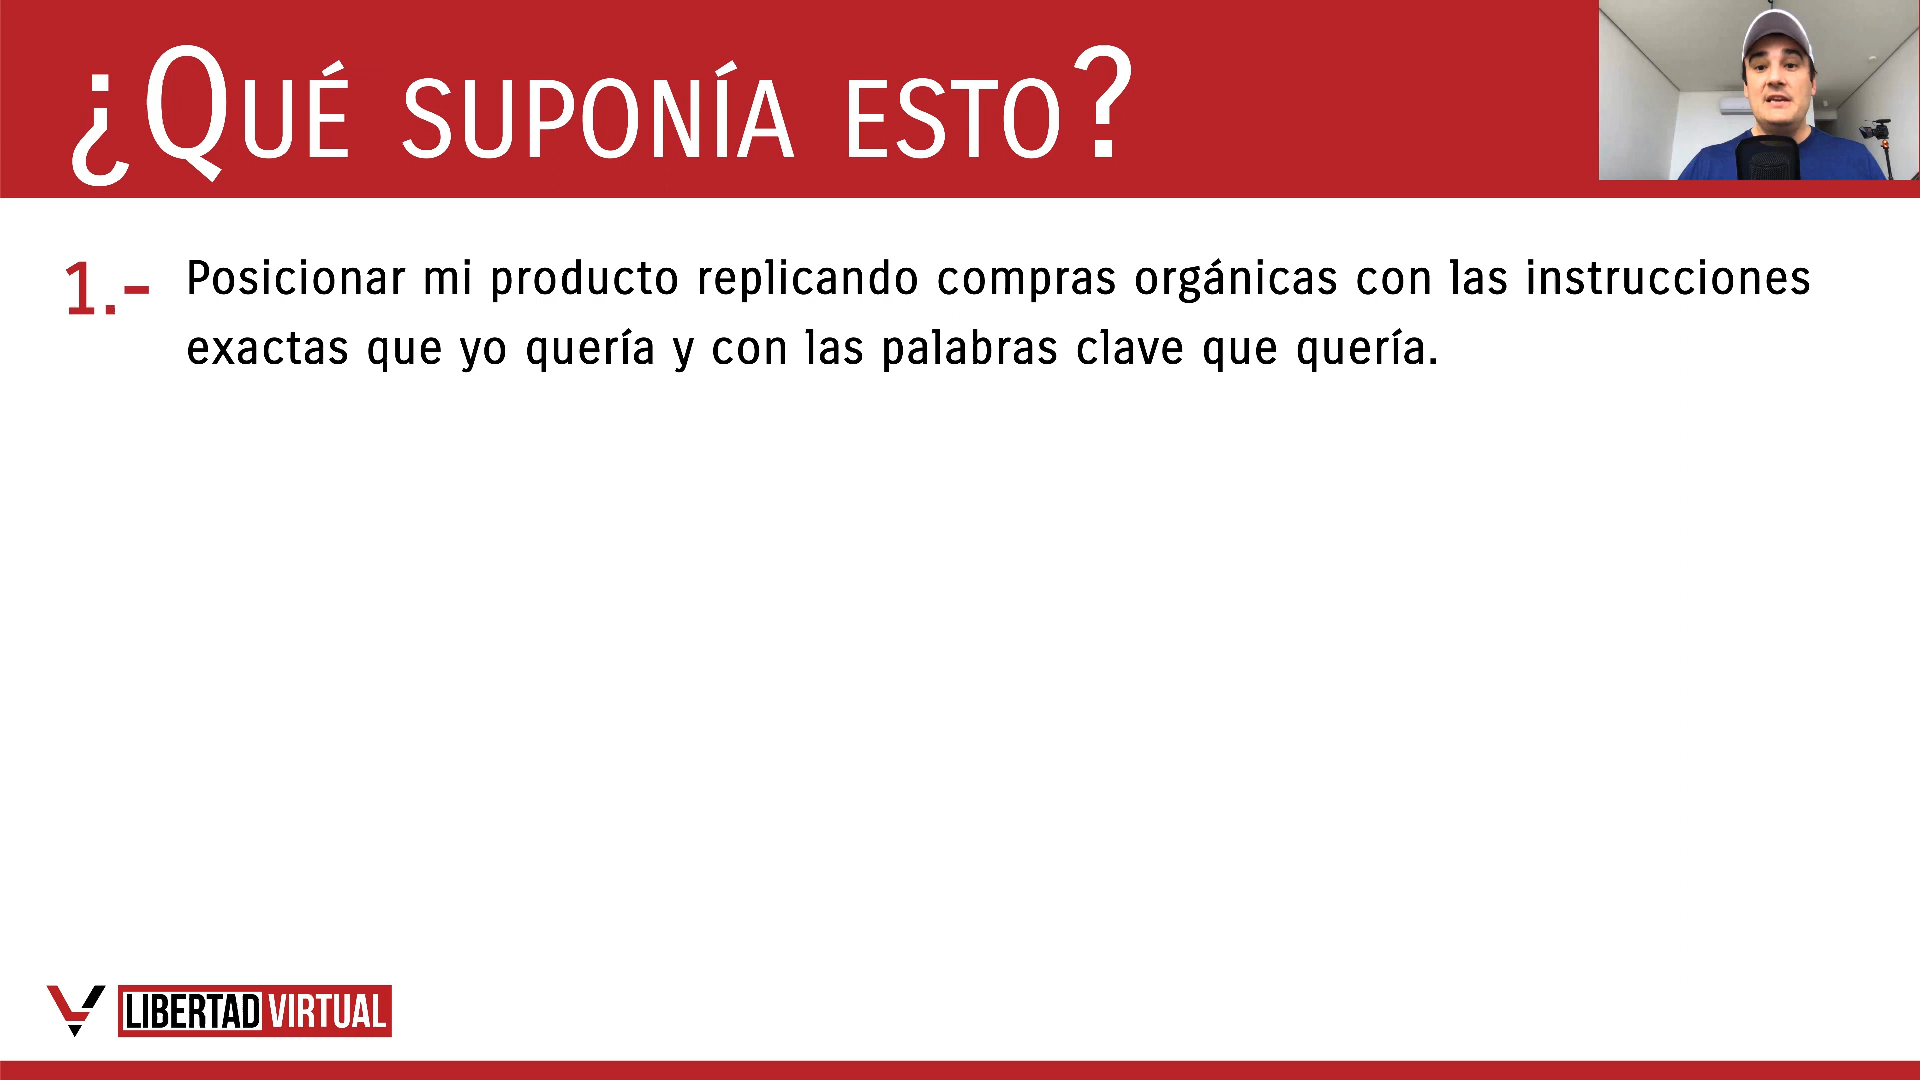 ¿Qué suponía esto?
1.- Posicionar mi producto replicando compras orgánicas con las instrucciones
exactas que yo quería y con las palabras clave que quería.
LIBERTAD VIRTUAL